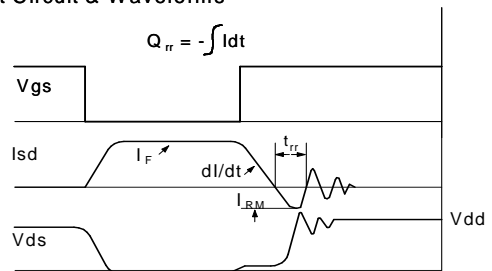 t Circuit & Waveforms
Q rr = - ∫ Idt
Vgs
Isd
I F
dI/dt
t rr
I RM
Vds
Vdd